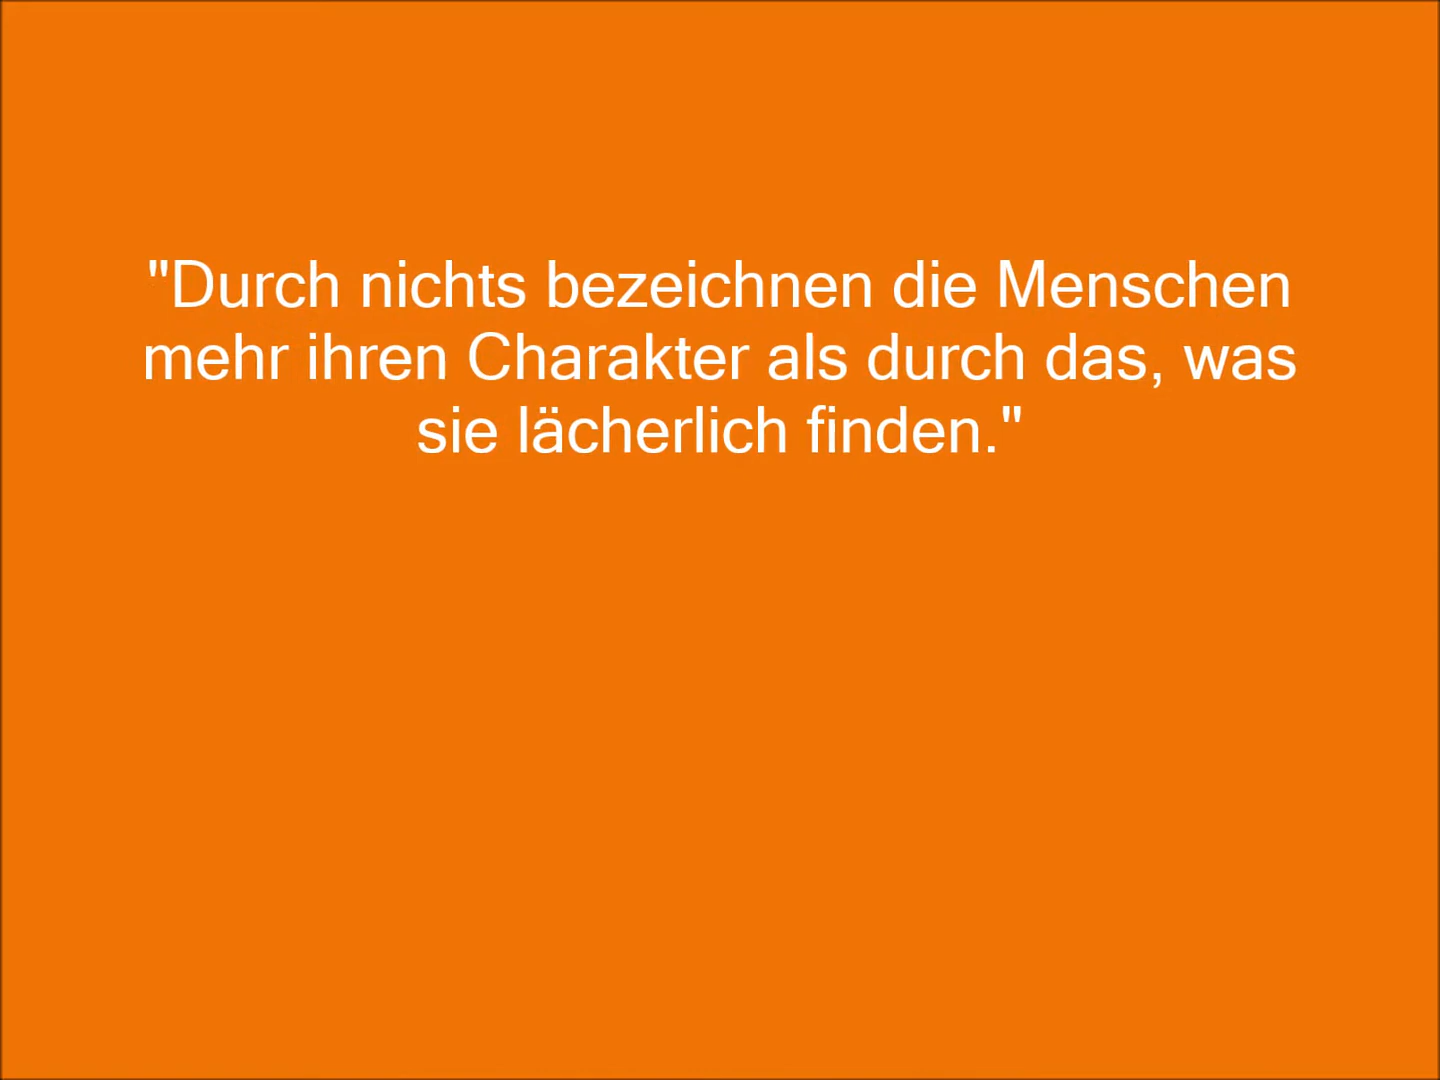 "Durch nichts bezeichnen die Menschen
mehr ihren Charakter als durch das, was
sie lächerlich finden."